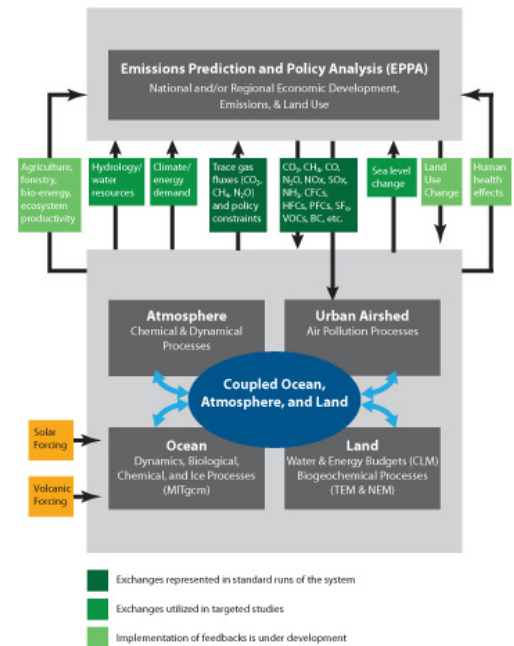 Emissions Prediction and Policy Analysis (EPPA)
National and/or Regional Economic Development,
Emissions, & Land Use
Agriculture,
forestry,
bio-energy,
ecosystem
productivity
Hydrology/
water
resources
Climate/
energy
demand
Trace gas
fluxes (CO₂,
CH₄, N₂O)
and policy
constraints
CO₂, CH₄, CO,
N₂O, NOx, SOx,
NH₃, CFCs,
HFCs, PFCs, SF₆,
VOCs, BC, etc.
Sea level
change
Land
Use
Change
Human
health
effects
Atmosphere
Chemical & Dynamical
Processes
Urban Airshed
Air Pollution Processes
Coupled Ocean,
Atmosphere, and Land
Solar
Forcing
Volcanic
Forcing
Ocean
Dynamics, Biological,
Chemical, and Ice Processes
(MITgcm)
Land
Water & Energy Budgets (CLM)
Biogeochemical Processes
(TEM & NEM)
Exchanges represented in standard runs of the system
Exchanges utilized in targeted studies
Implementation of feedbacks is under development